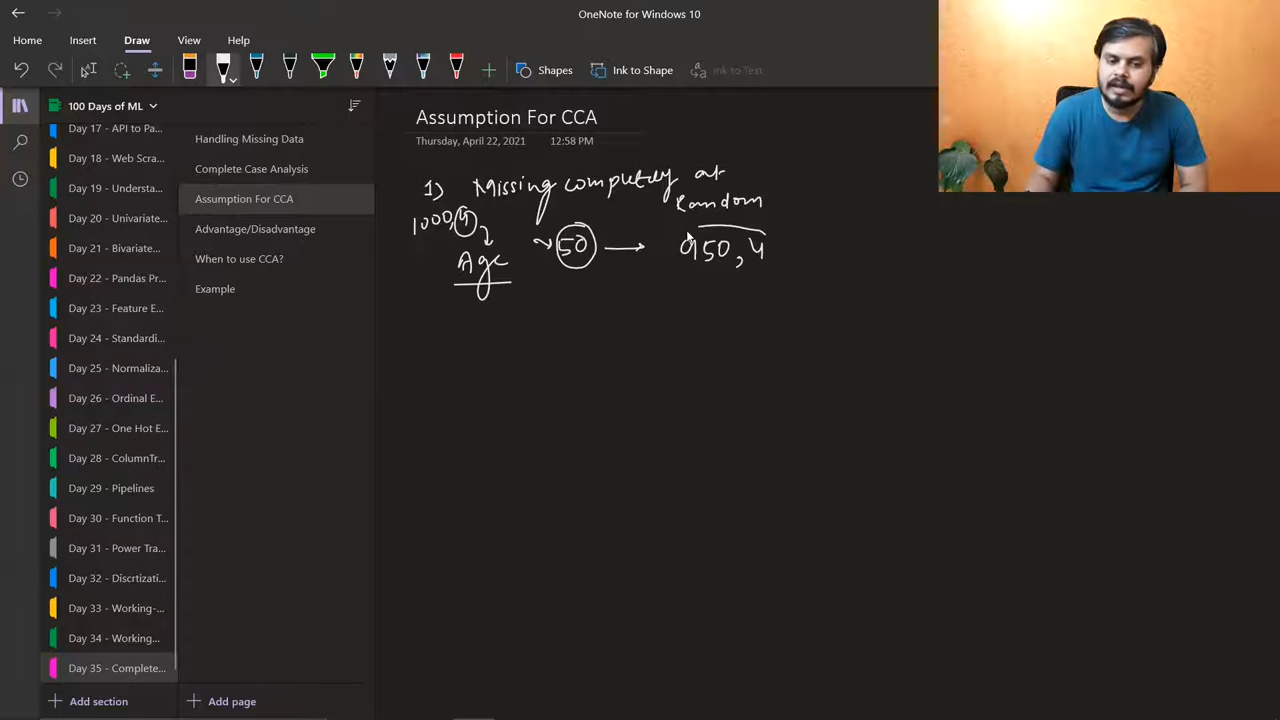 OneNote for Windows 10
Home Insert Draw View Help
Shapes Ink to Shape Ink to Text
100 Days of ML
Day 17 - API to Pa...
Day 18 - Web Scra...
Day 19 - Understa...
Day 20 - Univariate...
Day 21 - Bivariate...
Day 22 - Pandas Pr...
Day 23 - Feature E...
Day 24 - Standardi...
Day 25 - Normaliza...
Day 26 - Ordinal E...
Day 27 - One Hot E...
Day 28 - ColumnTr...
Day 29 - Pipelines
Day 30 - Function T...
Day 31 - Power Tra...
Day 32 - Discrtizati...
Day 33 - Working-...
Day 34 - Working...
Day 35 - Complete...
Add section
Handling Missing Data
Complete Case Analysis
Assumption For CCA
Advantage/Disadvantage
When to use CCA?
Example
Add page
Assumption For CCA
Thursday, April 22, 2021 12:58 PM
1) Missing completely at
Random
1000,
Age
50
950, 4